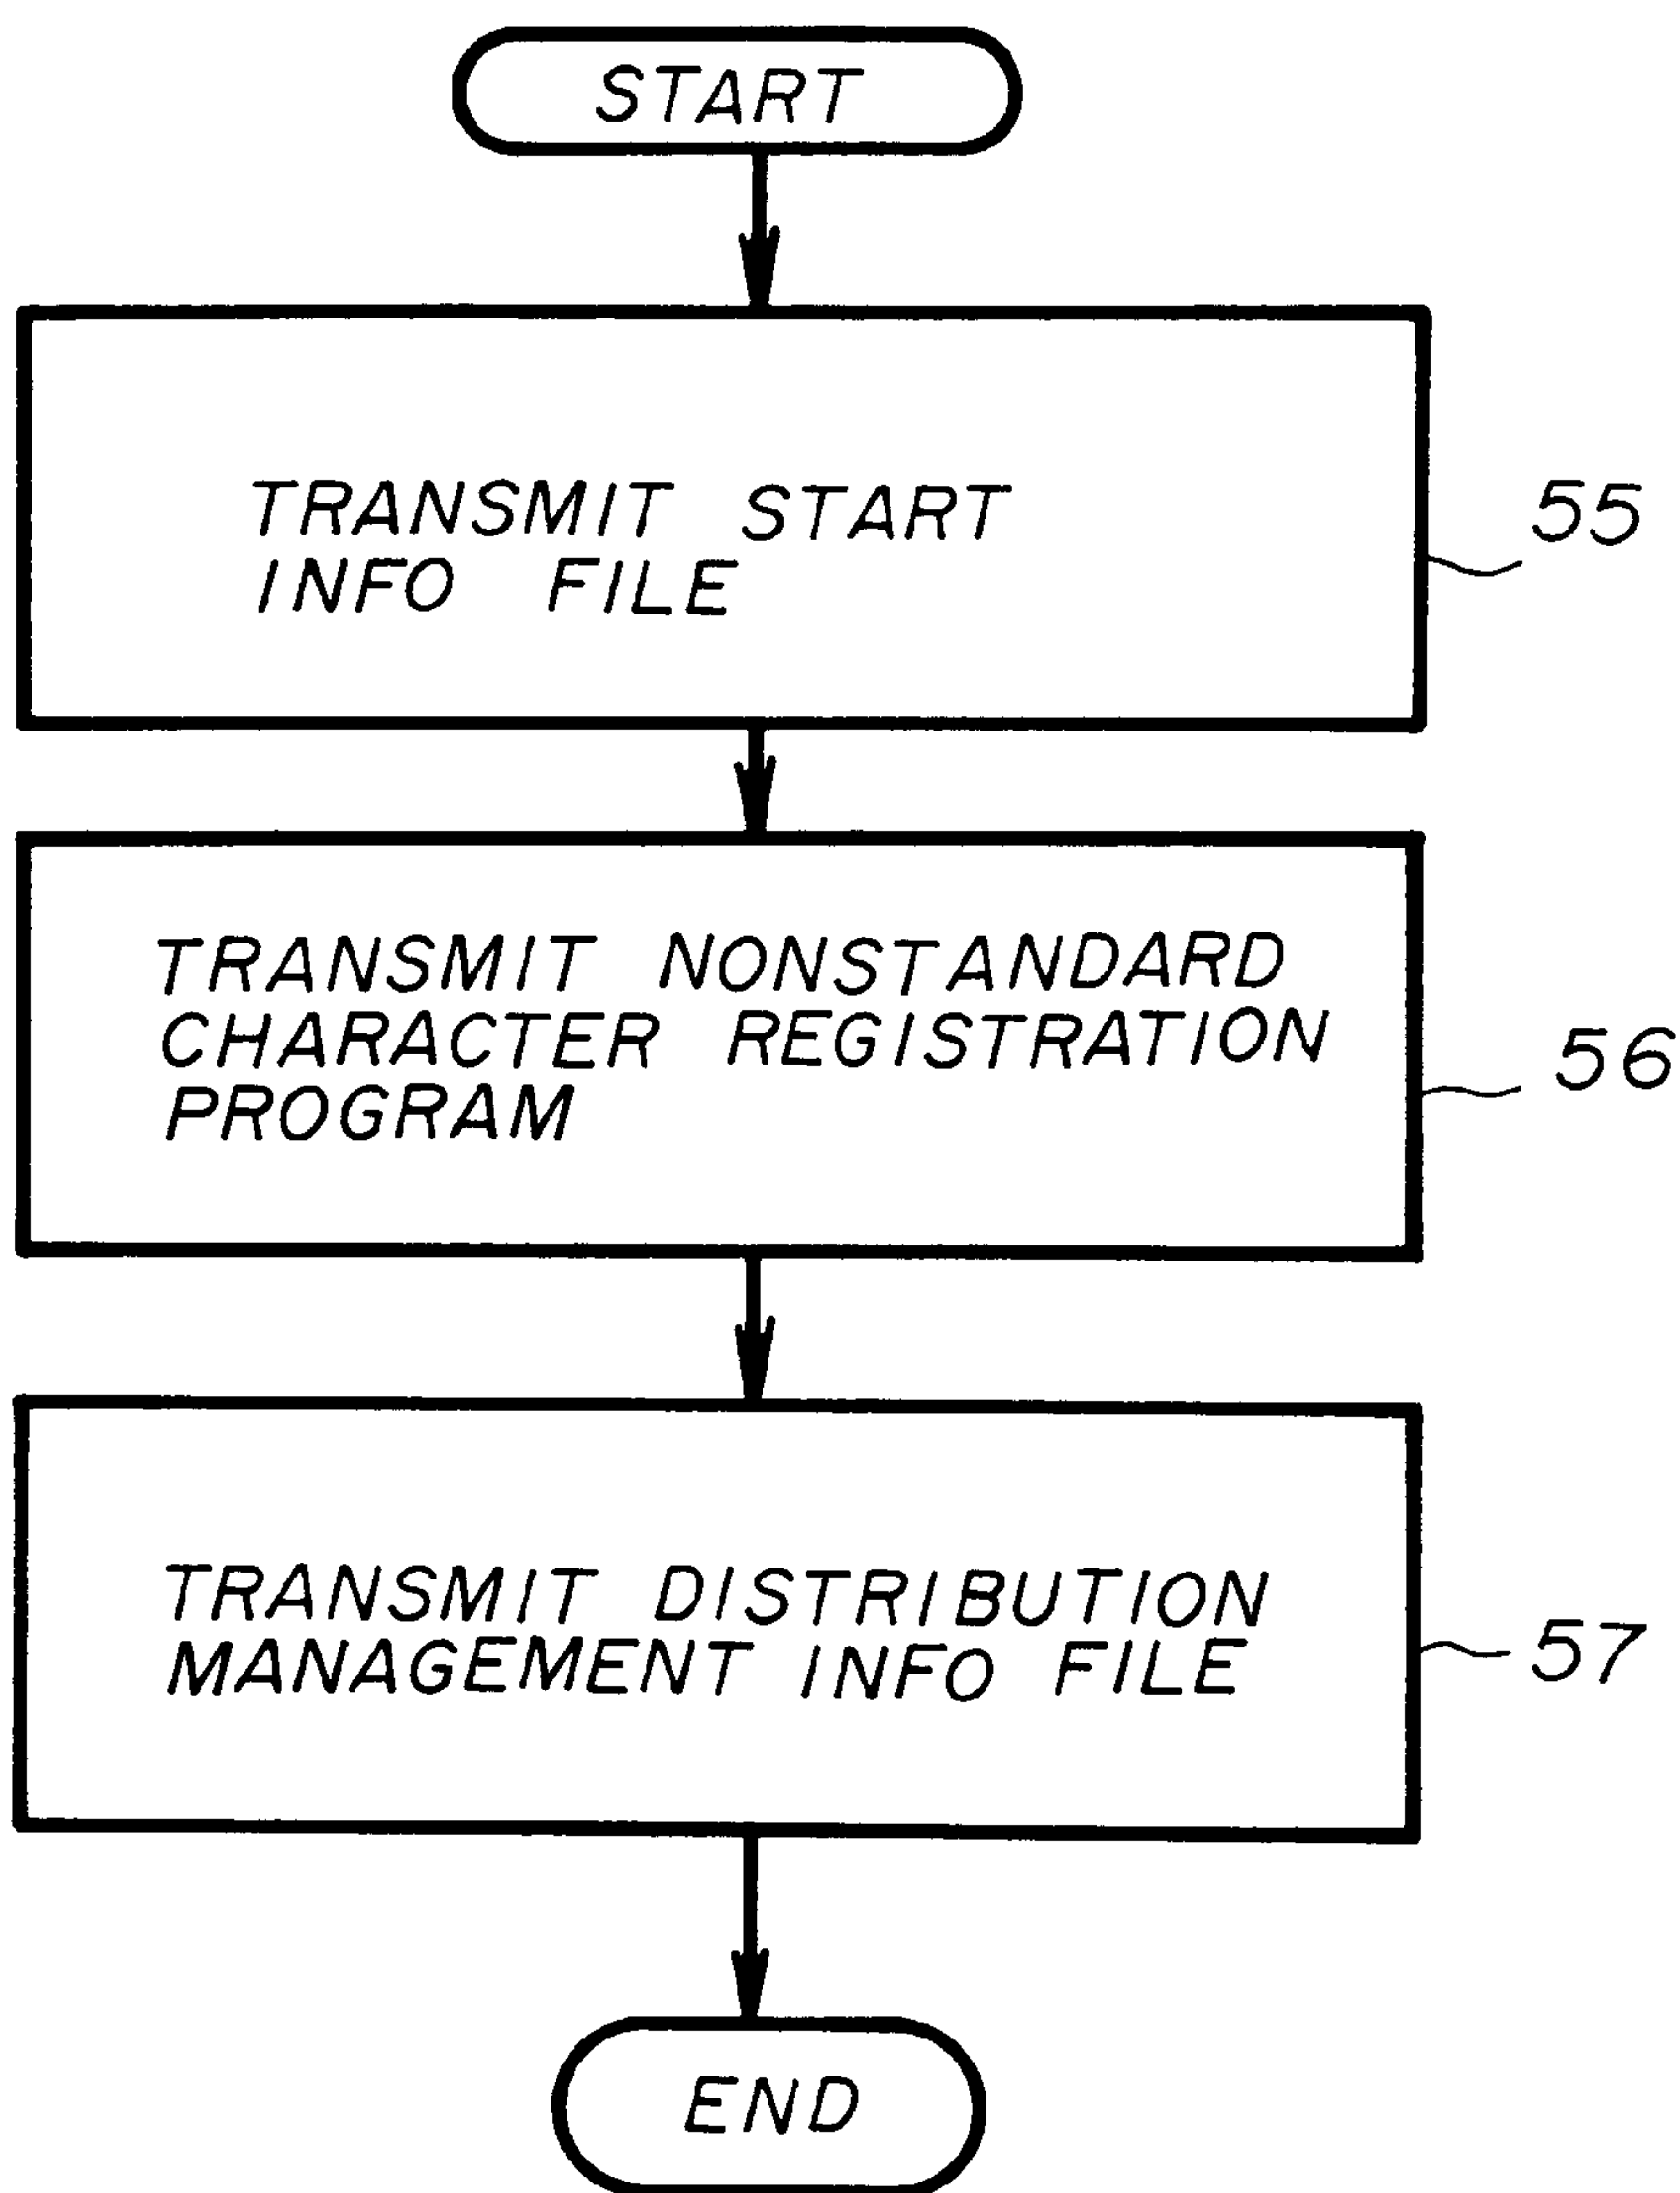 START
TRANSMIT START
INFO FILE
55
TRANSMIT NONSTANDARD
CHARACTER REGISTRATION
PROGRAM
56
TRANSMIT DISTRIBUTION
MANAGEMENT INFO FILE
57
END